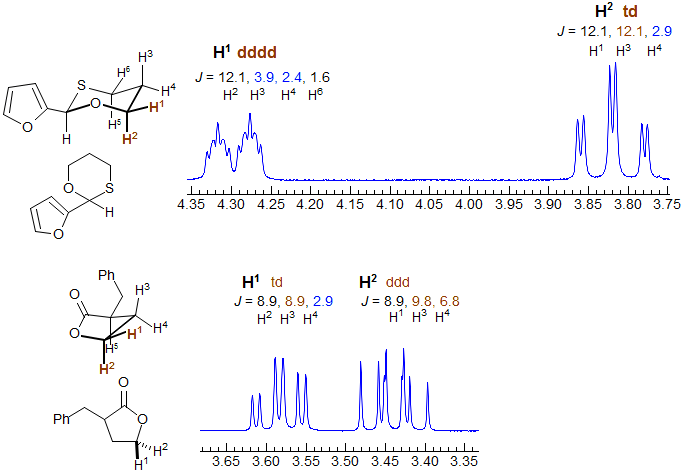 H² td
J = 12.1, 12.1, 2.9
H¹ H³ H⁴
H¹ dddd
J = 12.1, 3.9, 2.4, 1.6
H² H³ H⁴ H⁶
H³
H⁶
S
H⁴
O
H¹
O
H⁵
H
H²
4.35 4.30 4.25 4.20 4.15 4.10 4.05 4.00 3.95 3.90 3.85 3.80 3.75
O S
H
O
Ph
H³
O
H⁴
O
H¹
H⁵
H²
H¹ td
J = 8.9, 8.9, 2.9
H² H³ H⁴
H² ddd
J = 8.9, 9.8, 6.8
H¹ H³ H⁴
O
Ph
O
H²
H¹
3.65 3.60 3.55 3.50 3.45 3.40 3.35